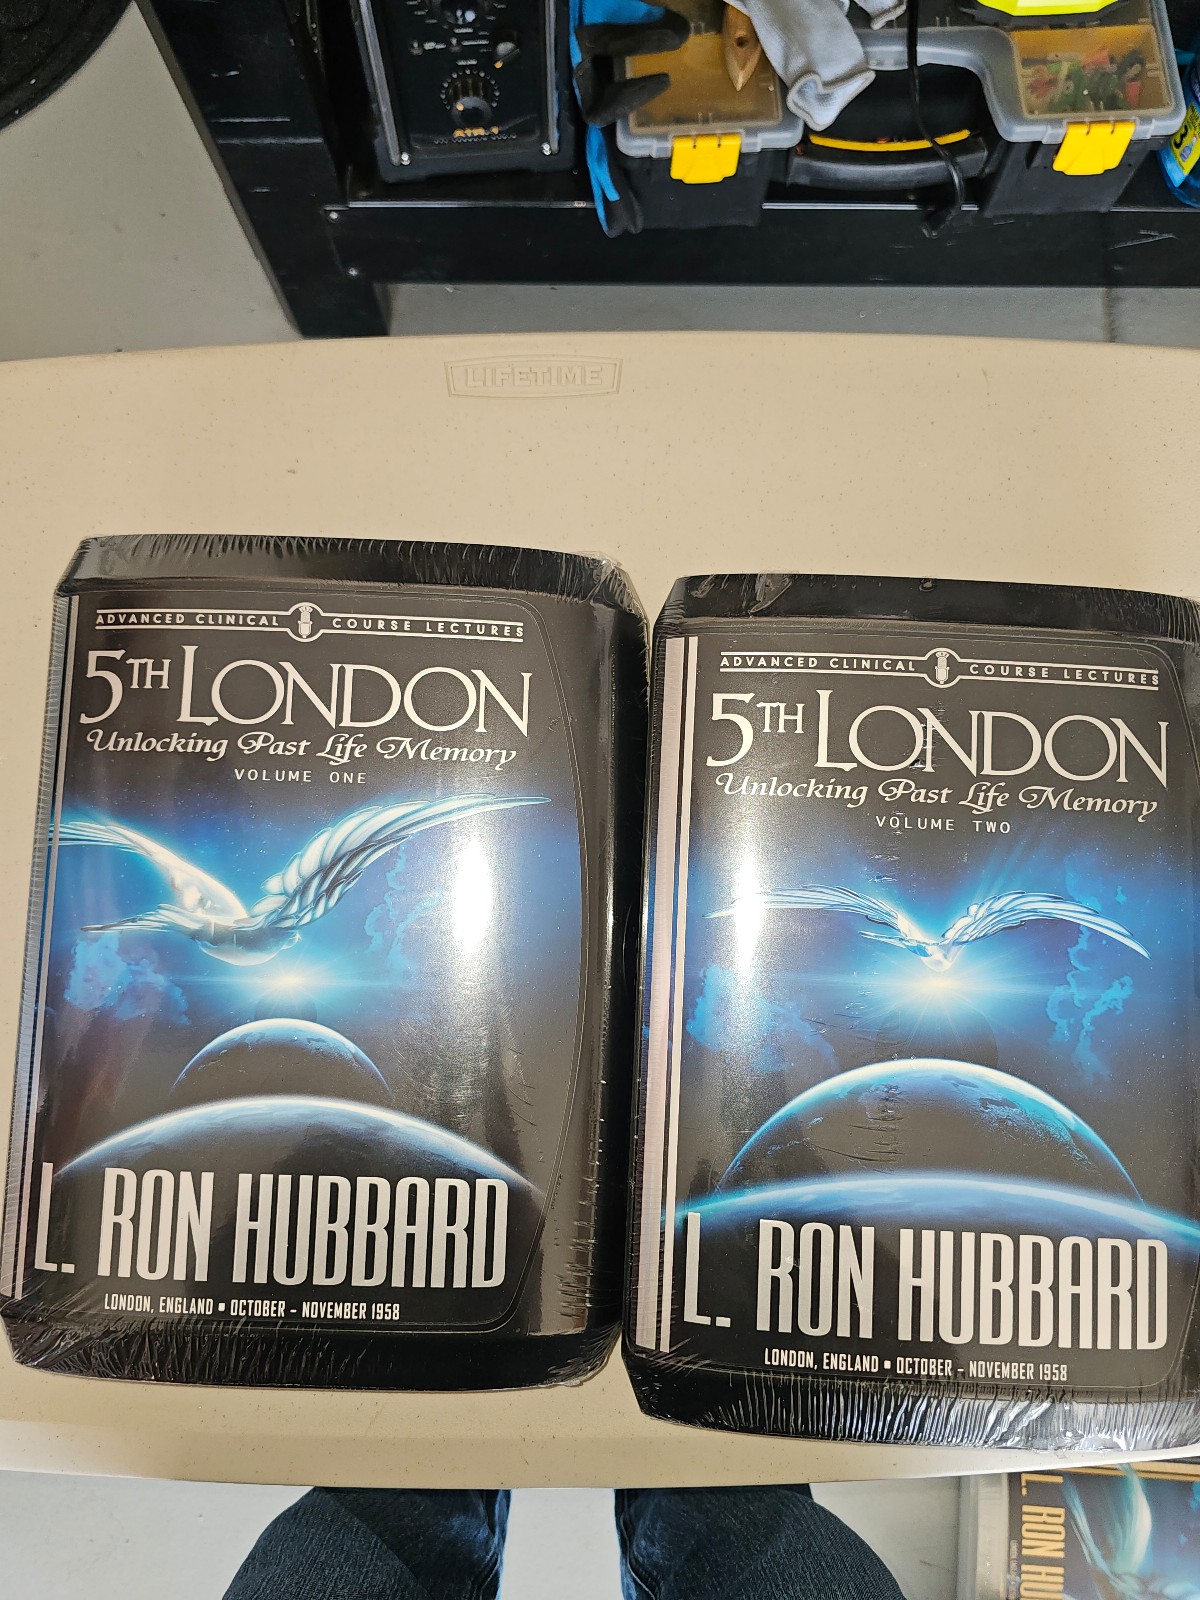 LIFETIME
ADVANCED CLINICAL COURSE LECTURES
5TH LONDON
Unlocking Past Life Memory
VOLUME ONE
L. RON HUBBARD
LONDON, ENGLAND • OCTOBER – NOVEMBER 1958
ADVANCED CLINICAL COURSE LECTURES
5TH LONDON
Unlocking Past Life Memory
VOLUME TWO
L. RON HUBBARD
LONDON, ENGLAND • OCTOBER – NOVEMBER 1958
L. RON HU